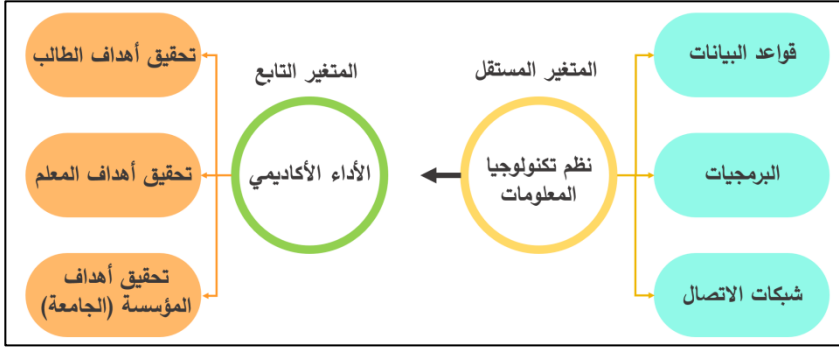 قواعد البيانات
البرمجيات
شبكات الاتصال
المتغير المستقل
نظم تكنولوجيا
المعلومات
المتغير التابع
الأداء الأكاديمي
تحقيق أهداف الطالب
تحقيق أهداف المعلم
تحقيق أهداف
المؤسسة (الجامعة)